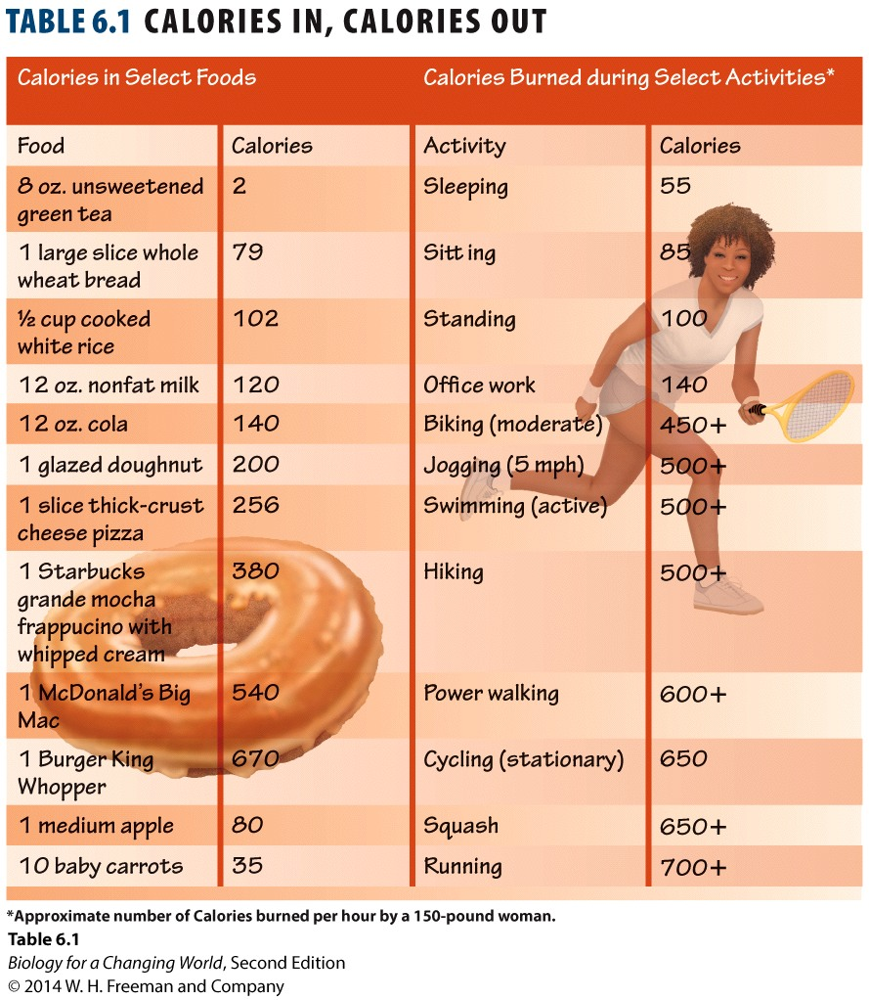 TABLE 6.1 CALORIES IN, CALORIES OUT
Calories in Select Foods
Calories Burned during Select Activities*
Food
Calories
Activity
Calories
8 oz. unsweetened
green tea
2
Sleeping
55
1 large slice whole
wheat bread
79
Sitting
85
½ cup cooked
white rice
102
Standing
100
12 oz. nonfat milk
120
Office work
140
12 oz. cola
140
Biking (moderate)
450+
1 glazed doughnut
200
Jogging (5 mph)
500+
1 slice thick-crust
cheese pizza
256
Swimming (active)
500+
1 Starbucks
grande mocha
frappucino with
whipped cream
380
Hiking
500+
1 McDonald's Big
Mac
540
Power walking
600+
1 Burger King
Whopper
670
Cycling (stationary)
650
1 medium apple
80
Squash
650+
10 baby carrots
35
Running
700+
*Approximate number of Calories burned per hour by a 150-pound woman.
Table 6.1
Biology for a Changing World, Second Edition
© 2014 W. H. Freeman and Company